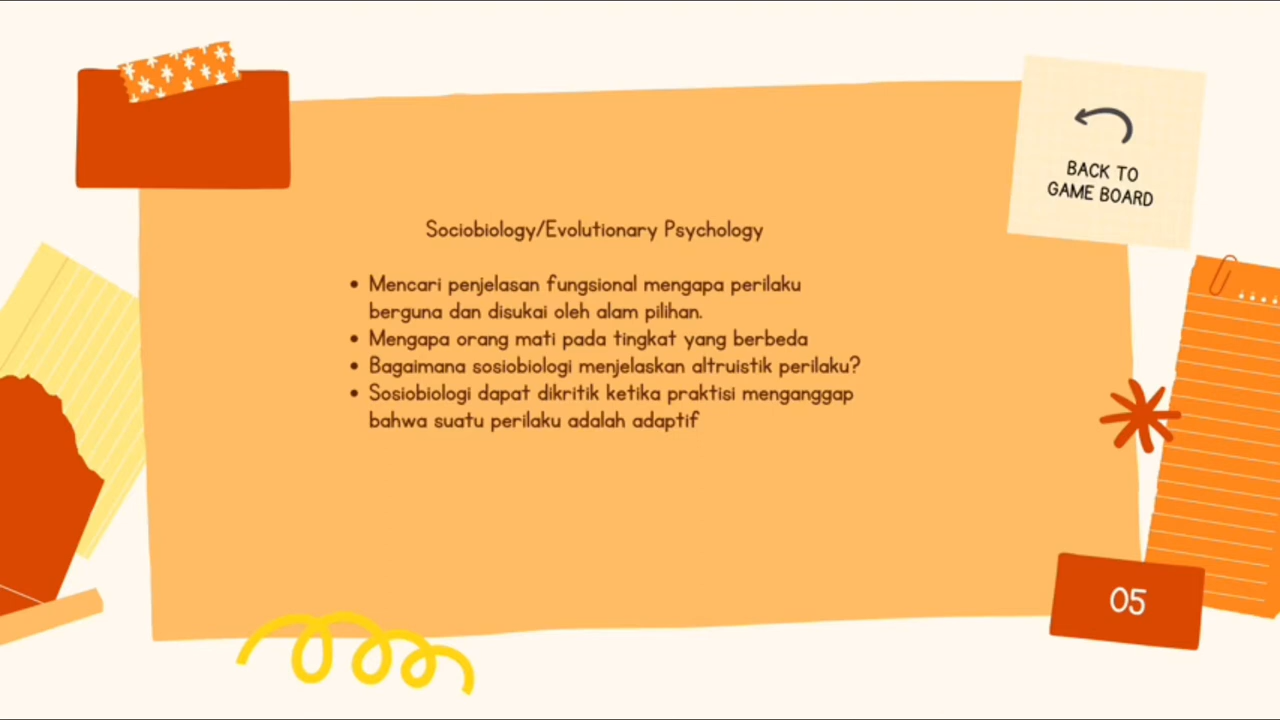 BACK TO
GAME BOARD
Sociobiology/Evolutionary Psychology
• Mencari penjelasan fungsional mengapa perilaku
berguna dan disukai oleh alam pilihan.
• Mengapa orang mati pada tingkat yang berbeda
• Bagaimana sosiobiologi menjelaskan altruistik perilaku?
• Sosiobiologi dapat dikritik ketika praktisi menganggap
bahwa suatu perilaku adalah adaptif
05